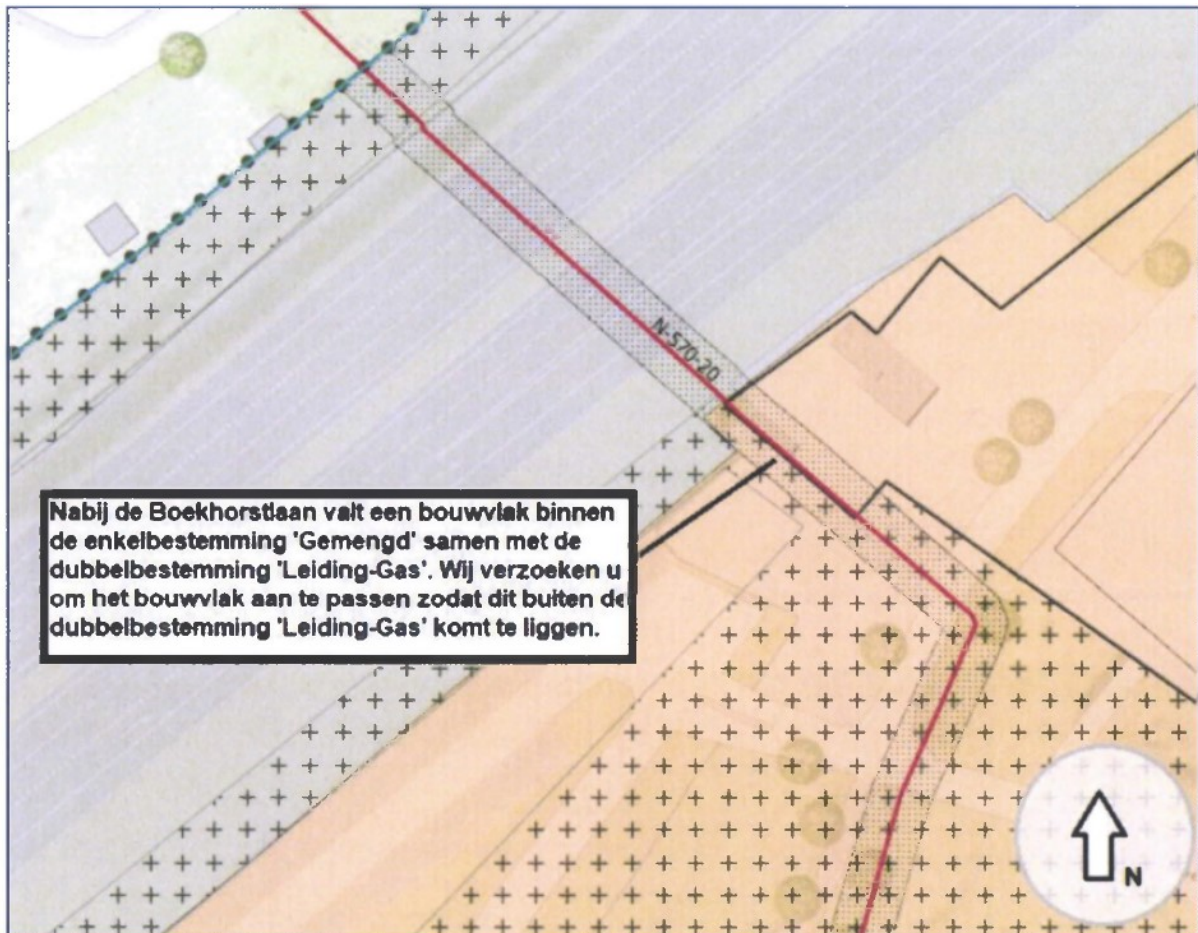 N-570-20
Nabij de Boekhorstlaan valt een bouwvlak binnen
de enkelbestemming 'Gemengd' samen met de
dubbelbestemming 'Leiding-Gas'. Wij verzoeken u
om het bouwvlak aan te passen zodat dit buiten de
dubbelbestemming 'Leiding-Gas' komt te liggen.
N